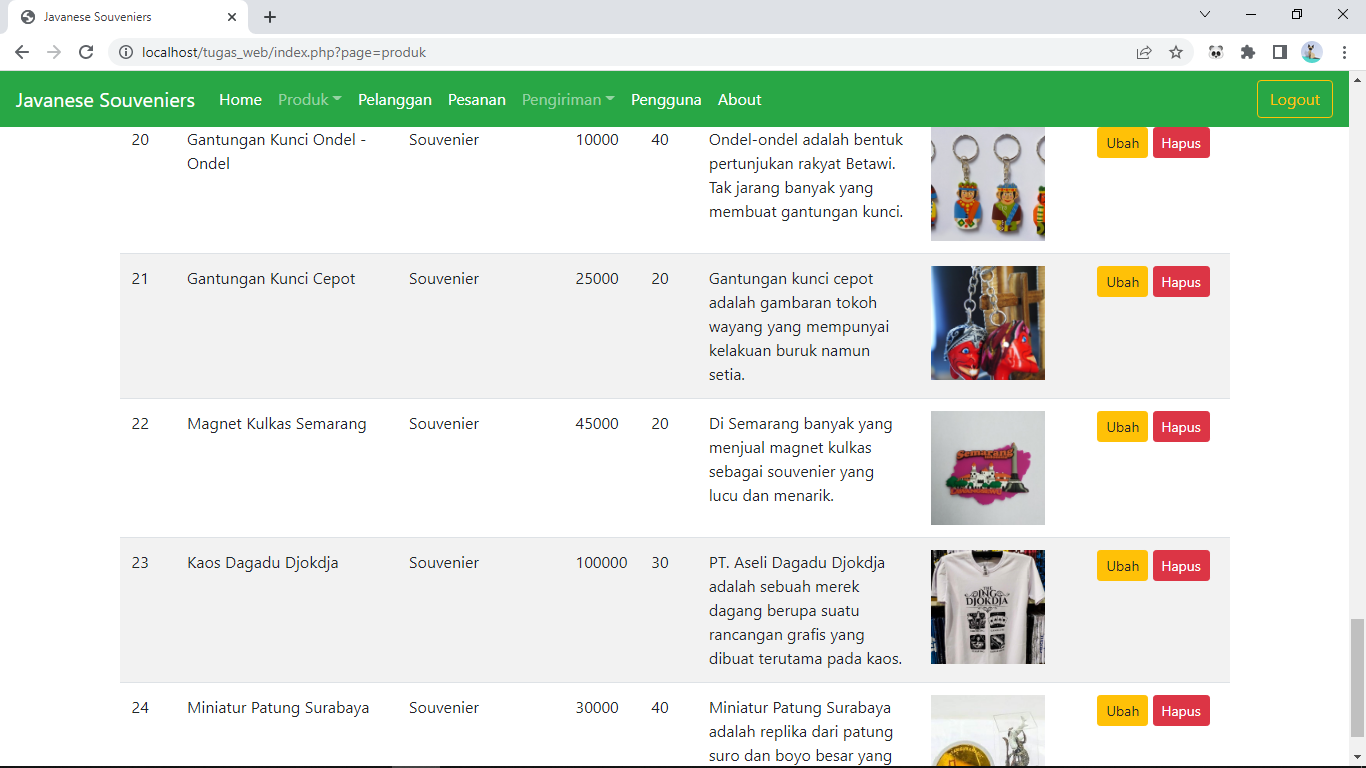 Javanese Souveniers
localhost/tugas_web/index.php?page=produk
Javanese Souveniers Home Produk Pelanggan Pesanan Pengiriman Pengguna About Logout
20 Gantungan Kunci Ondel - Souvenier 10000 40 Ondel-ondel adalah bentuk Ubah Hapus
Ondel pertunjukan rakyat Betawi.
Tak jarang banyak yang
membuat gantungan kunci.
21 Gantungan Kunci Cepot Souvenier 25000 20 Gantungan kunci cepot Ubah Hapus
adalah gambaran tokoh
wayang yang mempunyai
kelakuan buruk namun
setia.
22 Magnet Kulkas Semarang Souvenier 45000 20 Di Semarang banyak yang Ubah Hapus
menjual magnet kulkas
sebagai souvenier yang
lucu dan menarik.
Semarang
23 Kaos Dagadu Djokdja Souvenier 100000 30 PT. Aseli Dagadu Djokdja Ubah Hapus
adalah sebuah merek
dagang berupa suatu
rancangan grafis yang
dibuat terutama pada kaos.
DJOKDJA
24 Miniatur Patung Surabaya Souvenier 30000 40 Miniatur Patung Surabaya Ubah Hapus
adalah replika dari patung
suro dan boyo besar yang